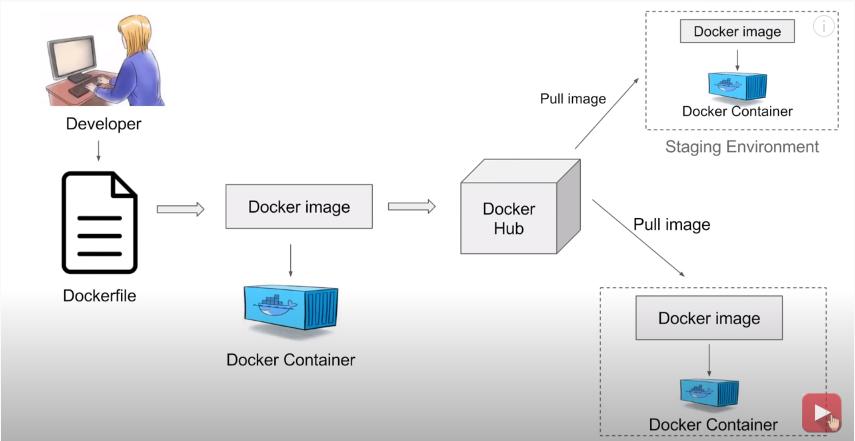 Developer
Dockerfile
Docker image
Docker Container
Docker
Hub
Pull image
Docker image
Docker Container
Staging Environment
Pull image
Docker image
Docker Container